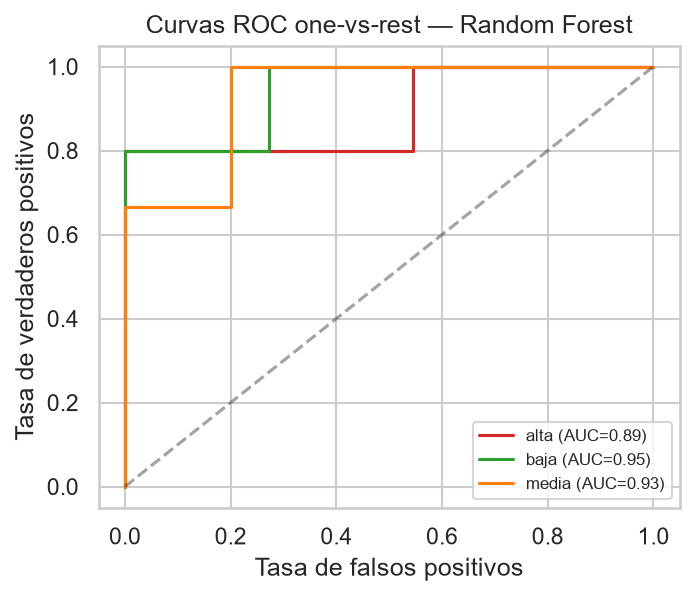 Curvas ROC one-vs-rest — Random Forest
Tasa de verdaderos positivos
1.0
0.8
0.6
0.4
0.2
0.0
0.0 0.2 0.4 0.6 0.8 1.0
Tasa de falsos positivos
alta (AUC=0.89)
baja (AUC=0.95)
media (AUC=0.93)